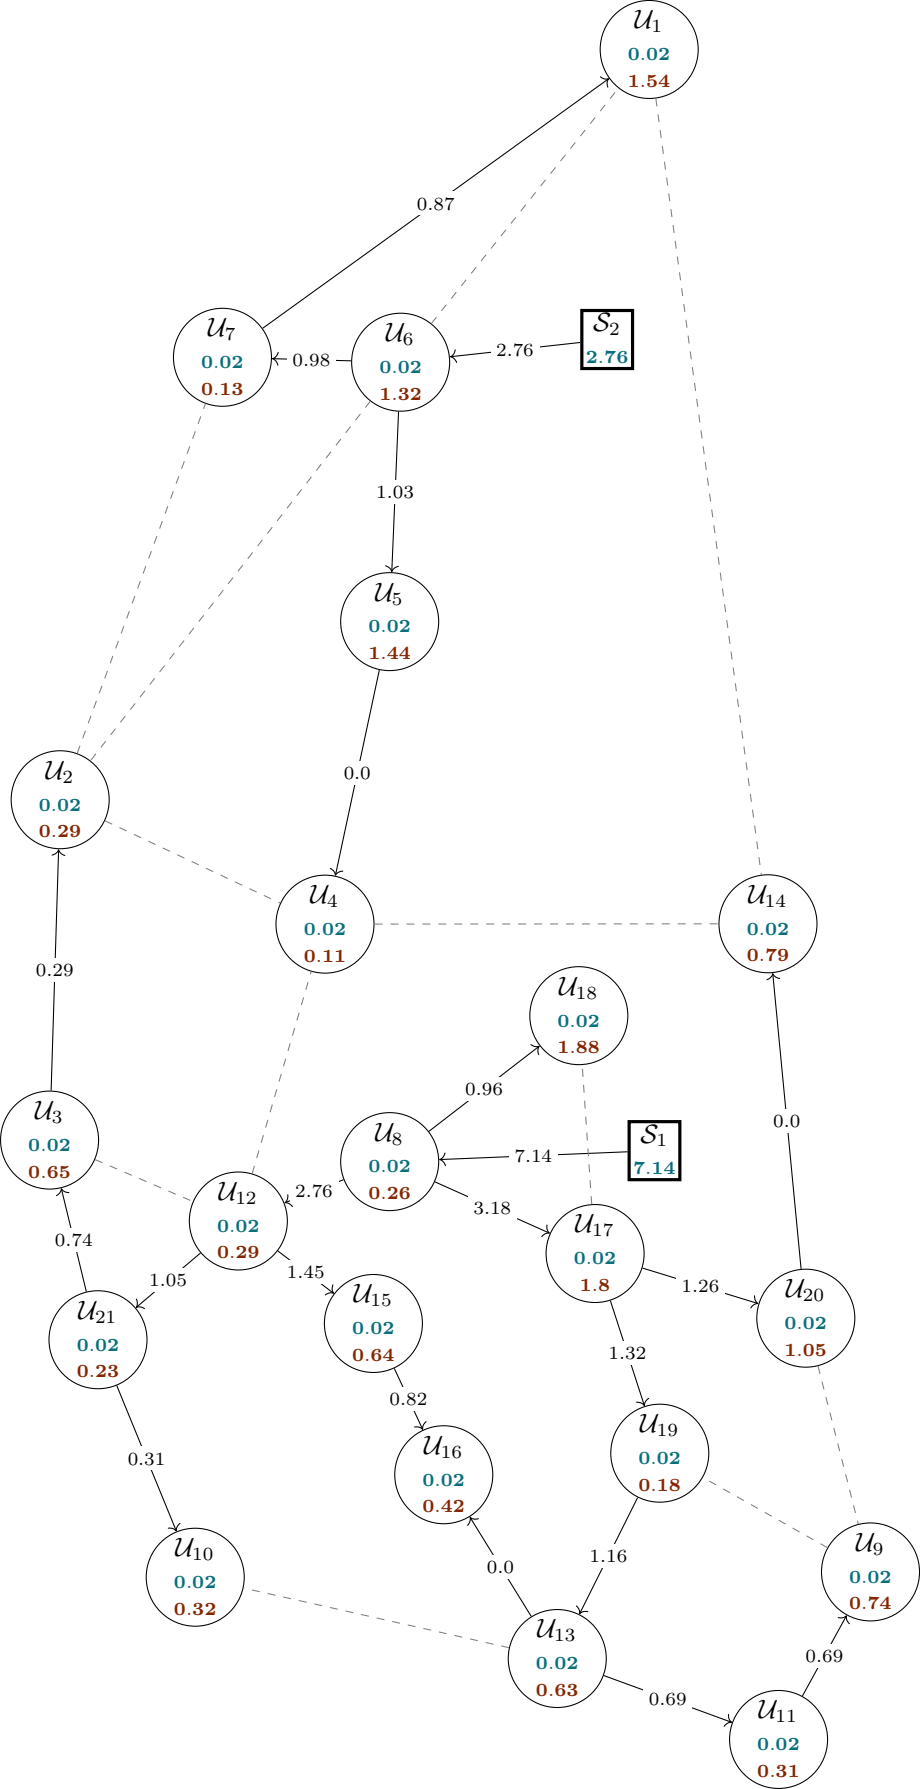 𝒰₁
0.02
1.54
0.87
𝒰₇
0.02
0.13
0.98
𝒰₆
0.02
1.32
2.76
𝒮₂
2.76
1.03
𝒰₅
0.02
1.44
0.0
𝒰₂
0.02
0.29
𝒰₄
0.02
0.11
𝒰₁₄
0.02
0.79
0.29
𝒰₁₈
0.02
1.88
0.96
0.0
𝒰₃
0.02
0.65
𝒰₈
0.02
0.26
7.14
𝒮₁
7.14
𝒰₁₂
0.02
0.29
2.76
3.18
𝒰₁₇
0.02
1.8
0.74
1.05
1.45
1.26
𝒰₂₁
0.02
0.23
𝒰₁₅
0.02
0.64
𝒰₂₀
0.02
1.05
1.32
0.82
0.31
𝒰₁₆
0.02
0.42
𝒰₁₉
0.02
0.18
𝒰₁₀
0.02
0.32
0.0
1.16
𝒰₉
0.02
0.74
𝒰₁₃
0.02
0.63
0.69
0.69
𝒰₁₁
0.02
0.31